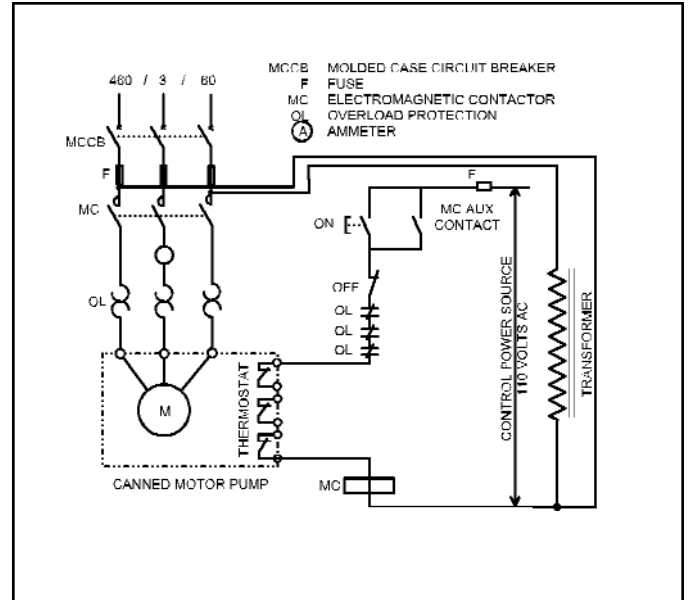 MCCB MOLDED CASE CIRCUIT BREAKER
F FUSE
MC ELECTROMAGNETIC CONTACTOR
OL OVERLOAD PROTECTION
A AMMETER
460 / 3 / 60
MCCB
F
MC
OL
M
CANNED MOTOR PUMP
THERMOSTAT
ON
OFF
OL
OL
OL
MC
F
MC AUX
CONTACT
CONTROL POWER SOURCE
110 VOLTS AC
TRANSFORMER